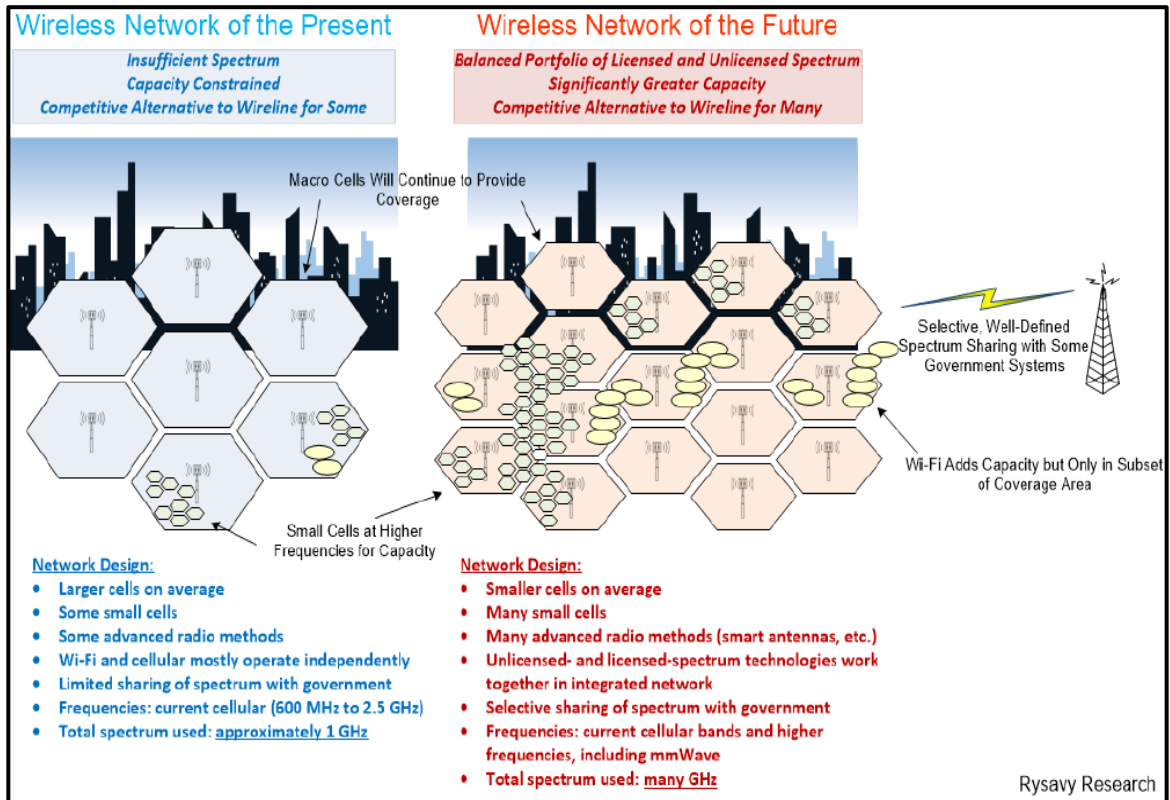 Wireless Network of the Present
Insufficient Spectrum
Capacity Constrained
Competitive Alternative to Wireline for Some
Wireless Network of the Future
Balanced Portfolio of Licensed and Unlicensed Spectrum
Significantly Greater Capacity
Competitive Alternative to Wireline for Many
Macro Cells Will Continue to Provide
Coverage
Selective, Well-Defined
Spectrum Sharing with Some
Government Systems
Wi-Fi Adds Capacity but Only in Subset
of Coverage Area
Small Cells at Higher
Frequencies for Capacity
Network Design:
• Larger cells on average
• Some small cells
• Some advanced radio methods
• Wi-Fi and cellular mostly operate independently
• Limited sharing of spectrum with government
• Frequencies: current cellular (600 MHz to 2.5 GHz)
• Total spectrum used: approximately 1 GHz
Network Design:
• Smaller cells on average
• Many small cells
• Many advanced radio methods (smart antennas, etc.)
• Unlicensed- and licensed-spectrum technologies work
together in integrated network
• Selective sharing of spectrum with government
• Frequencies: current cellular bands and higher
frequencies, including mmWave
• Total spectrum used: many GHz
Rysavy Research